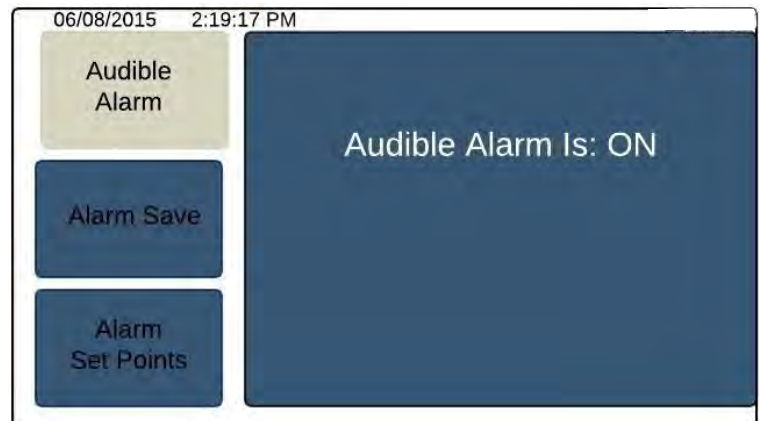 06/08/2015 2:19:17 PM
Audible
Alarm
Audible Alarm Is: ON
Alarm Save
Alarm
Set Points